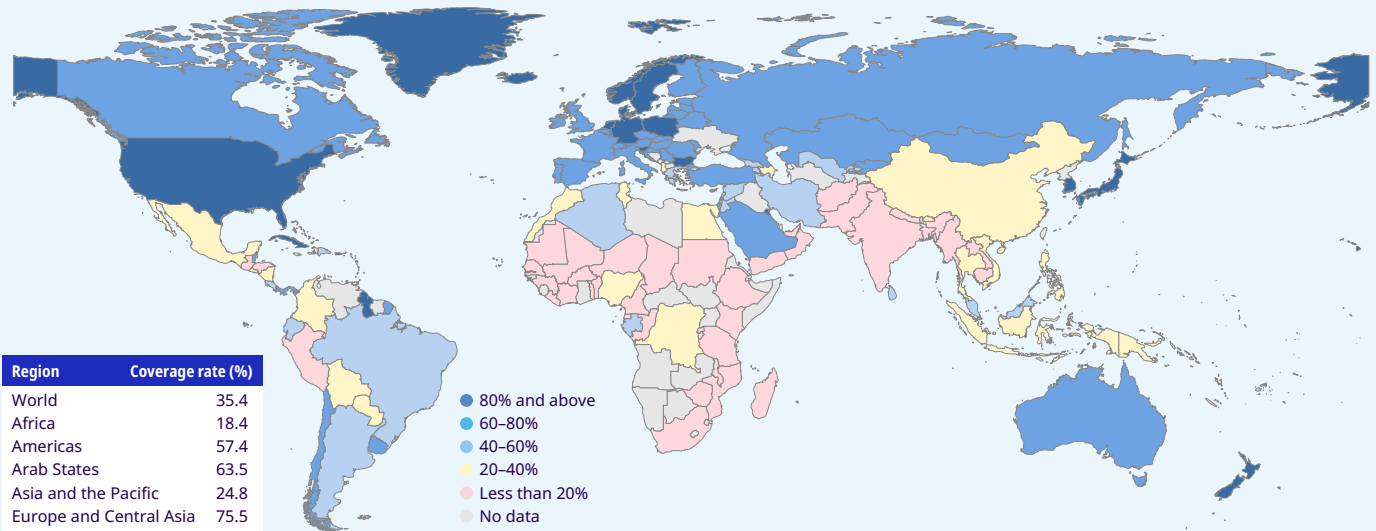 Region Coverage rate (%)
World 35.4
Africa 18.4
Americas 57.4
Arab States 63.5
Asia and the Pacific 24.8
Europe and Central Asia 75.5
80% and above
60–80%
40–60%
20–40%
Less than 20%
No data